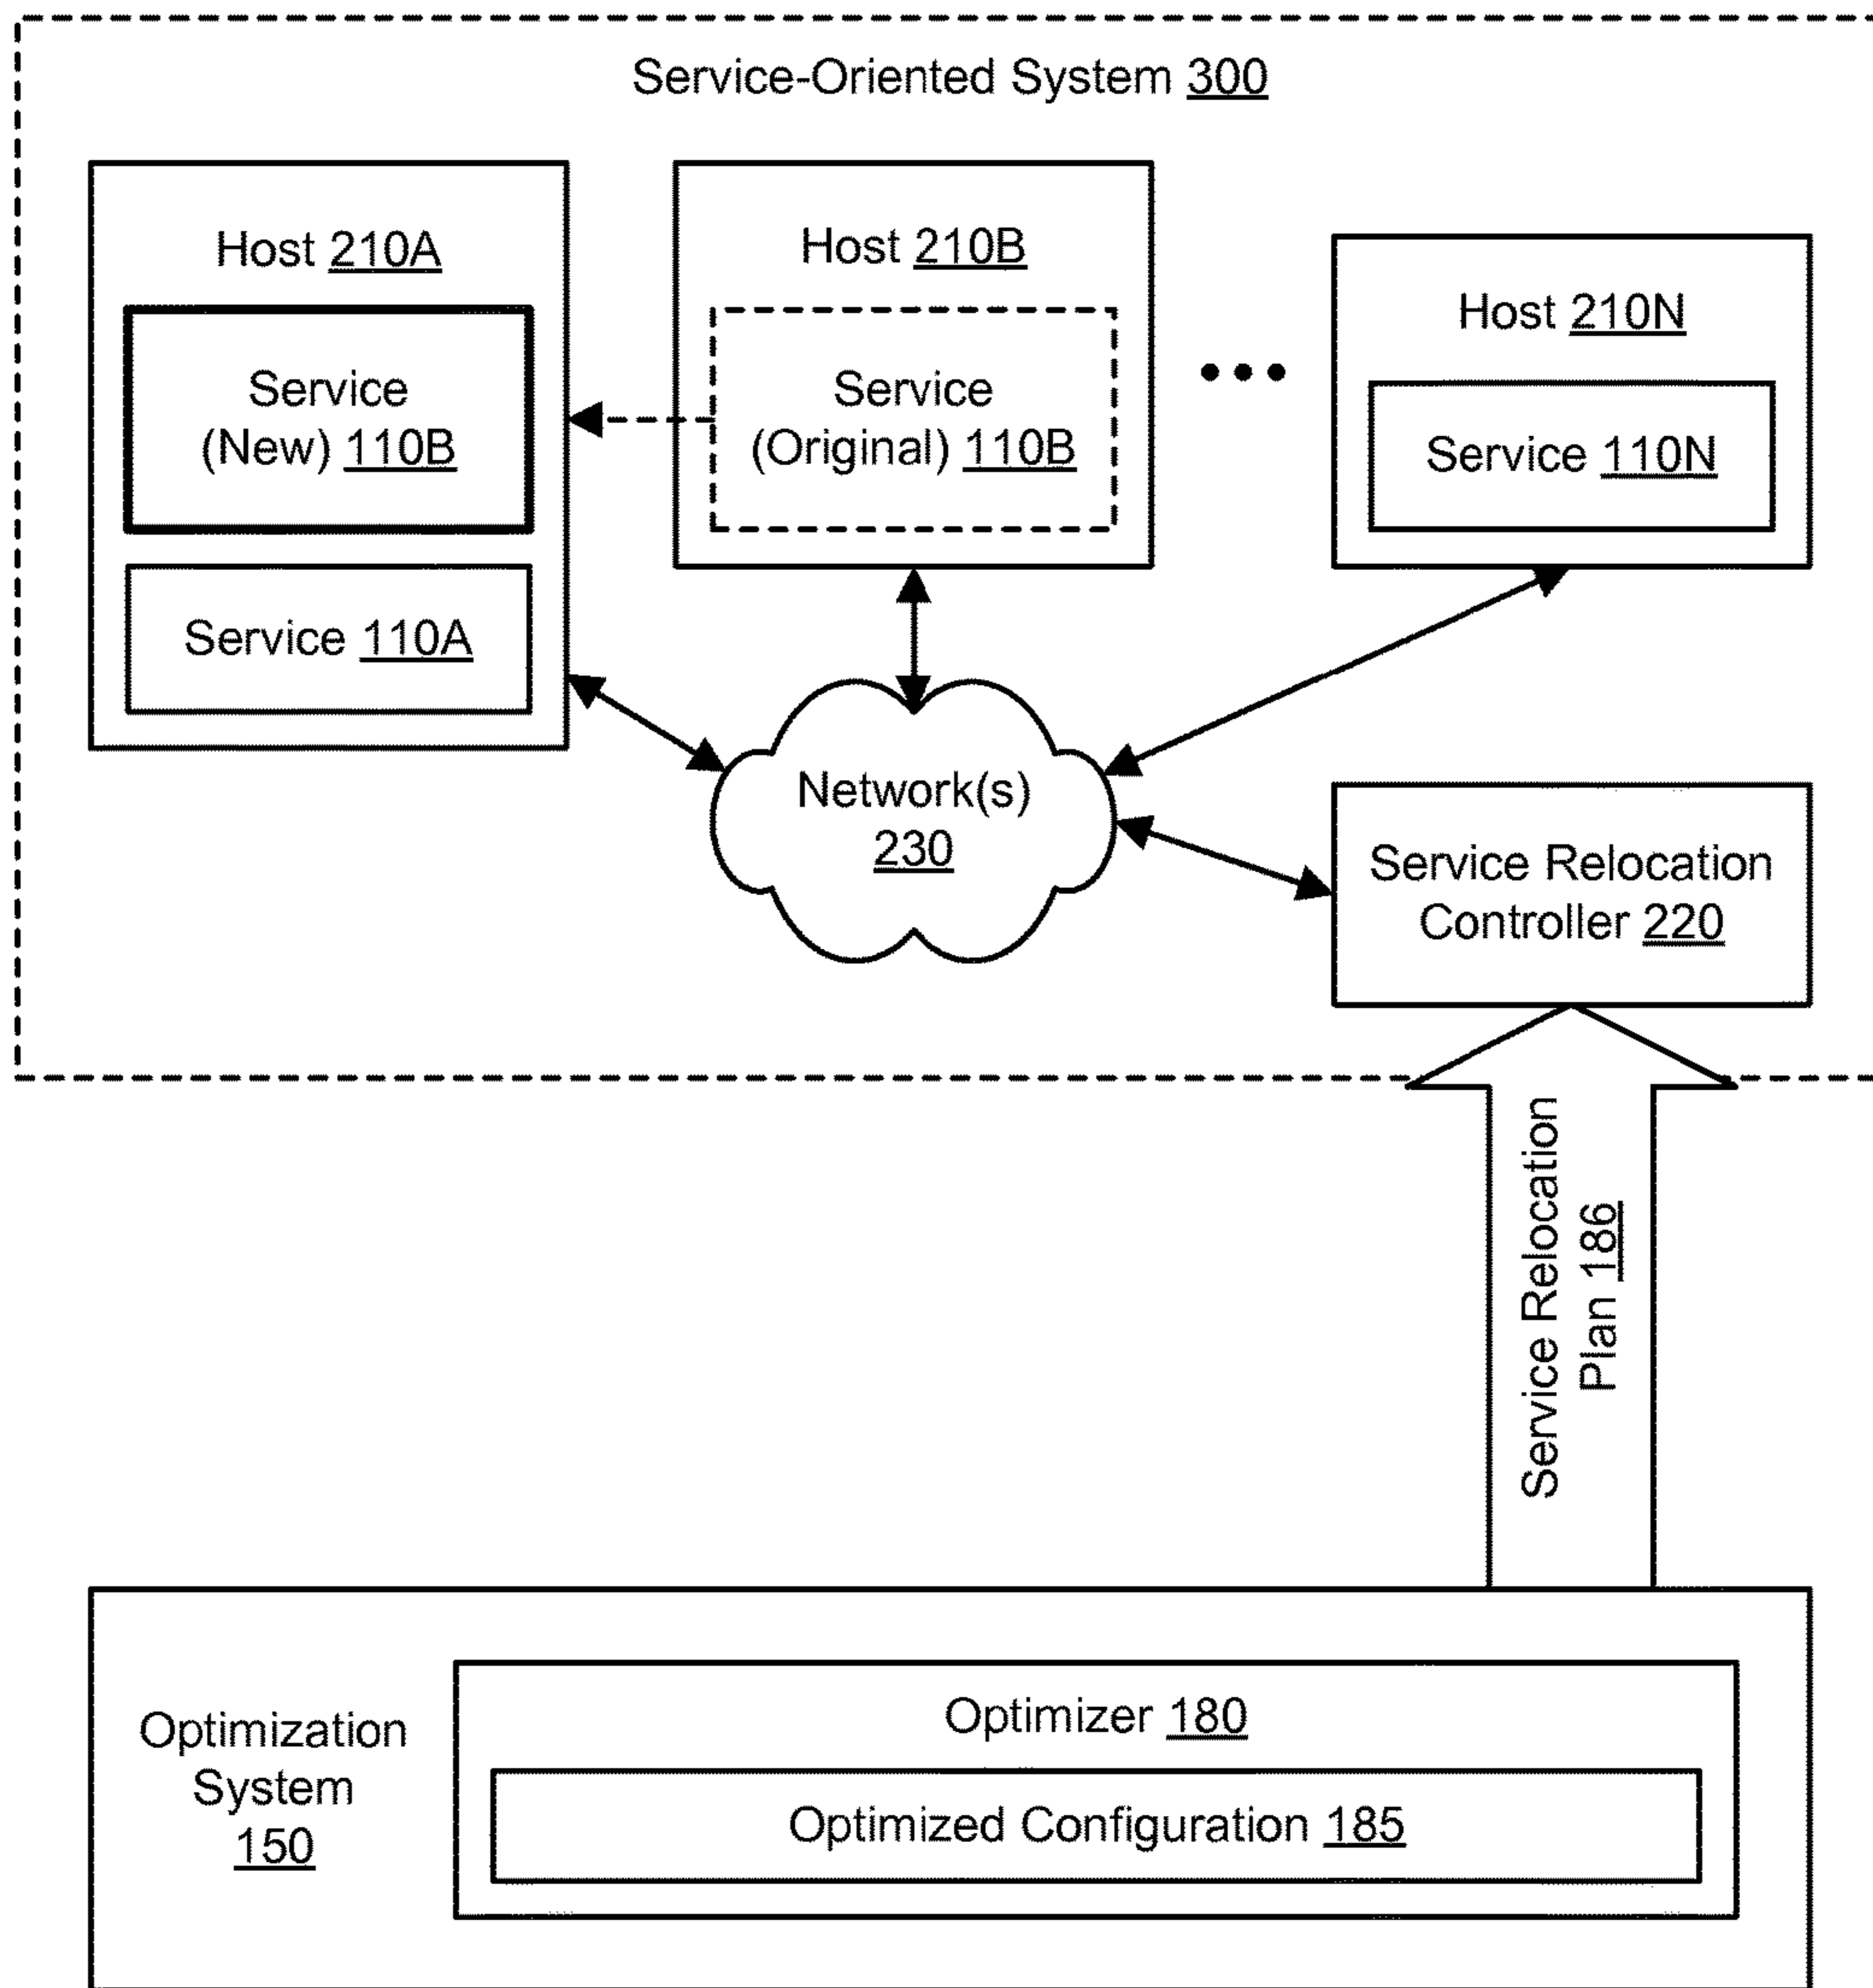 Service-Oriented System 300
Host 210A
Service
(New) 110B
Service 110A
Host 210B
Service
(Original) 110B
Host 210N
Service 110N
Network(s)
230
Service Relocation
Controller 220
Service Relocation
Plan 186
Optimization
System
150
Optimizer 180
Optimized Configuration 185